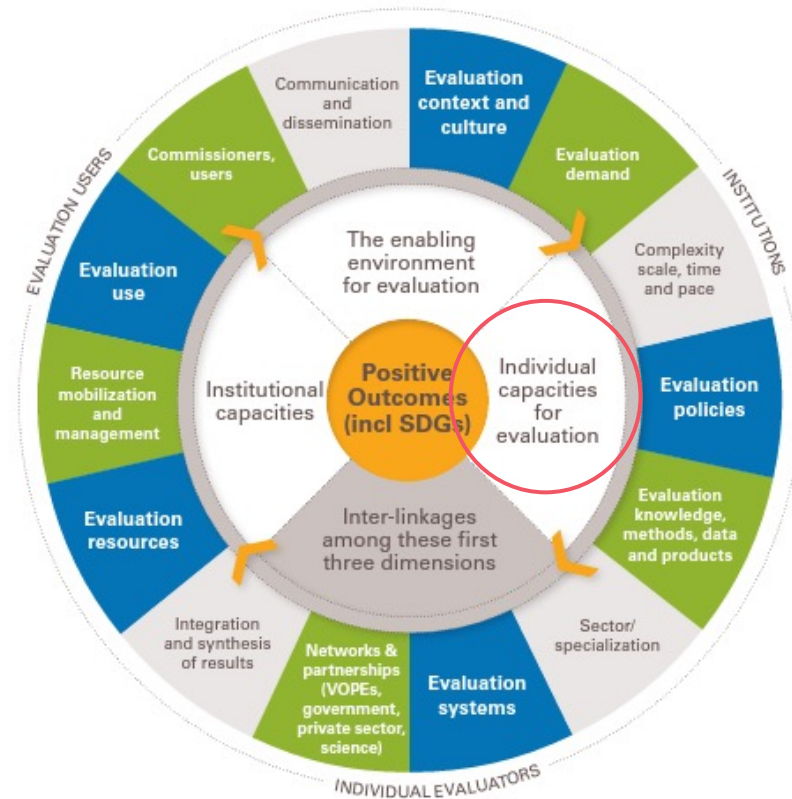 Communication
and
dissemination
Evaluation
context and
culture
Evaluation
demand
Complexity
scale, time
and pace
Evaluation
policies
Evaluation
knowledge,
methods, data
and products
Sector/
specialization
Evaluation
systems
Networks &
partnerships
(VOPEs,
government,
private sector,
science)
Integration
and synthesis
of results
Evaluation
resources
Resource
mobilization
and
management
Evaluation
use
Commissioners,
users
EVALUATION USERS
INSTITUTIONS
INDIVIDUAL EVALUATORS
The enabling
environment
for evaluation
Institutional
capacities
Positive
Outcomes
(incl SDGs)
Individual
capacities
for
evaluation
Inter-linkages
among these first
three dimensions